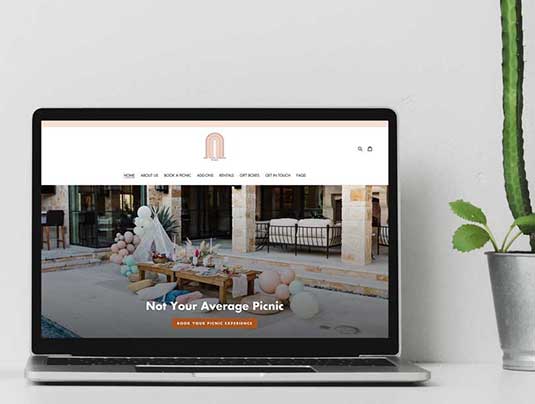 HOME ABOUT US BOOK A PICNIC ADD-ONS RENTALS GIFT BOXES GET IN TOUCH FAQS
Not Your Average Picnic
BOOK YOUR PICNIC EXPERIENCE